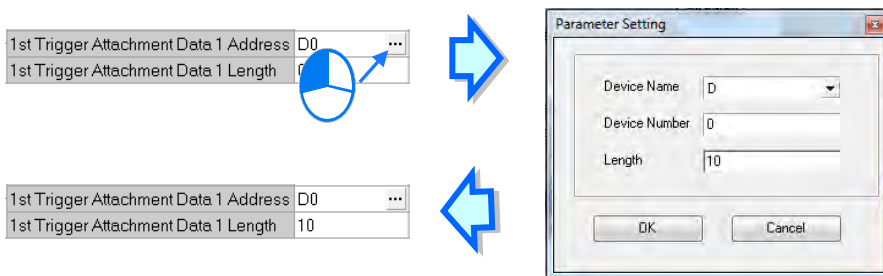 1st Trigger Attachment Data 1 Address D0 ...
1st Trigger Attachment Data 1 Length
Parameter Setting
Device Name D
Device Number 0
Length 10
OK Cancel
1st Trigger Attachment Data 1 Address D0 ...
1st Trigger Attachment Data 1 Length 10